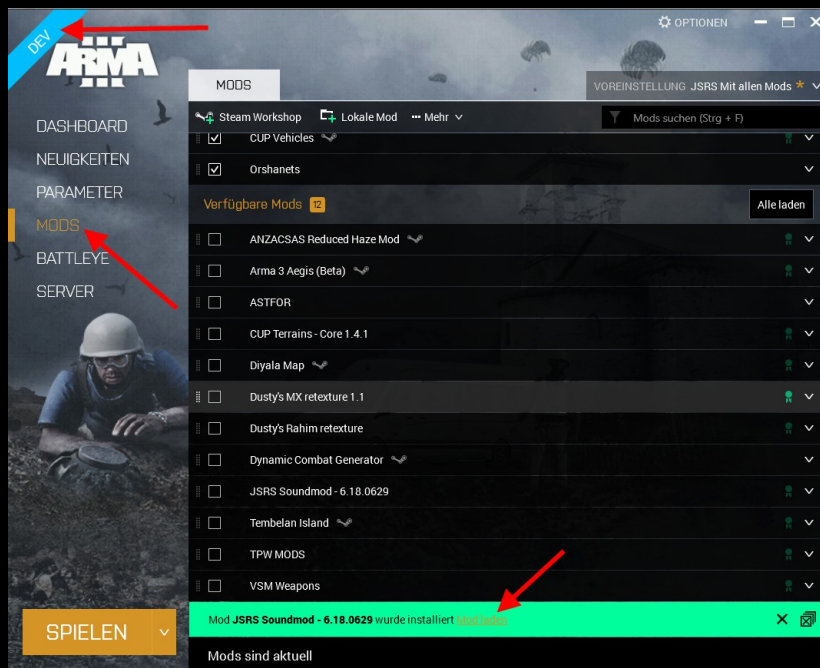 DEV
OPTIONEN
ARMA
III
MODS
VOREINSTELLUNG JSRS Mit allen Mods *
Steam Workshop Lokale Mod ··· Mehr
Mods suchen (Strg + F)
DASHBOARD
NEUIGKEITEN
PARAMETER
MODS
BATTLEYE
SERVER
CUP Vehicles
Orshanets
Verfügbare Mods 12
Alle laden
ANZACSAS Reduced Haze Mod
Arma 3 Aegis (Beta)
ASTFOR
CUP Terrains - Core 1.4.1
Diyala Map
Dusty's MX retexture 1.1
Dusty's Rahim retexture
Dynamic Combat Generator
JSRS Soundmod - 6.18.0629
Tembelan Island
TPW MODS
VSM Weapons
Mod JSRS Soundmod - 6.18.0629 wurde installiert Mod laden
SPIELEN
Mods sind aktuell